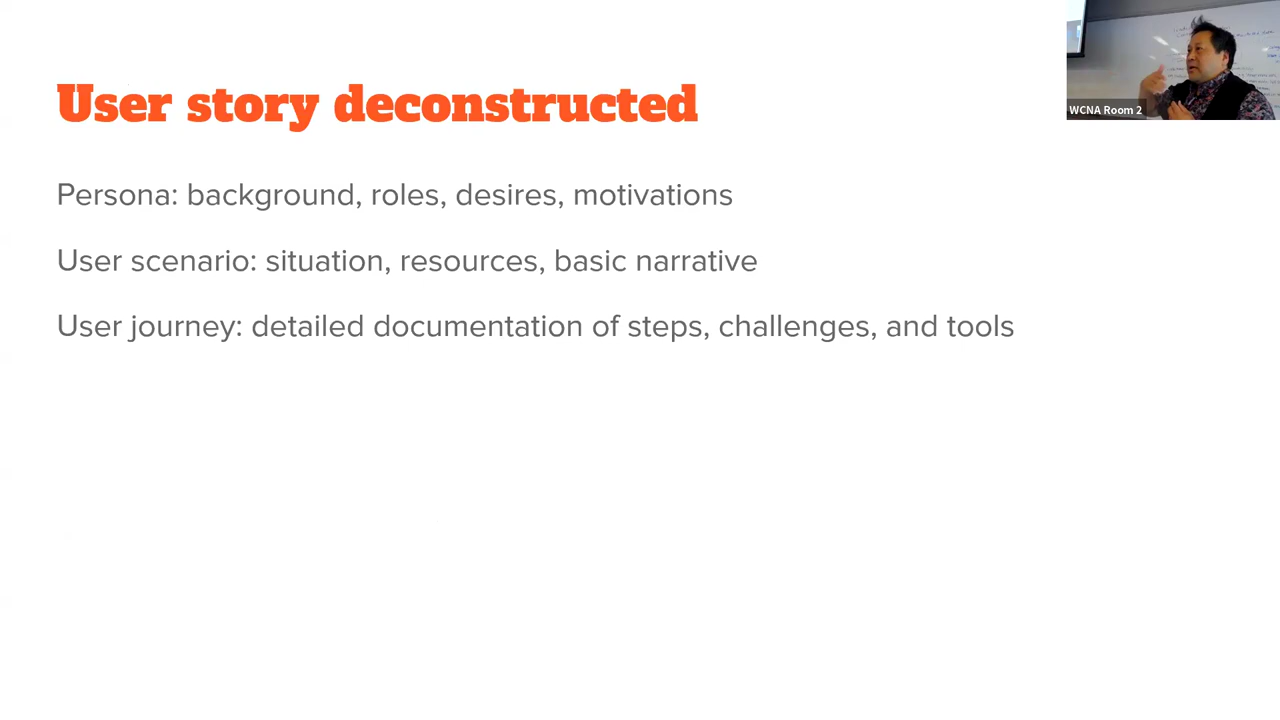 User story deconstructed
Persona: background, roles, desires, motivations
User scenario: situation, resources, basic narrative
User journey: detailed documentation of steps, challenges, and tools
WCNA Room 2